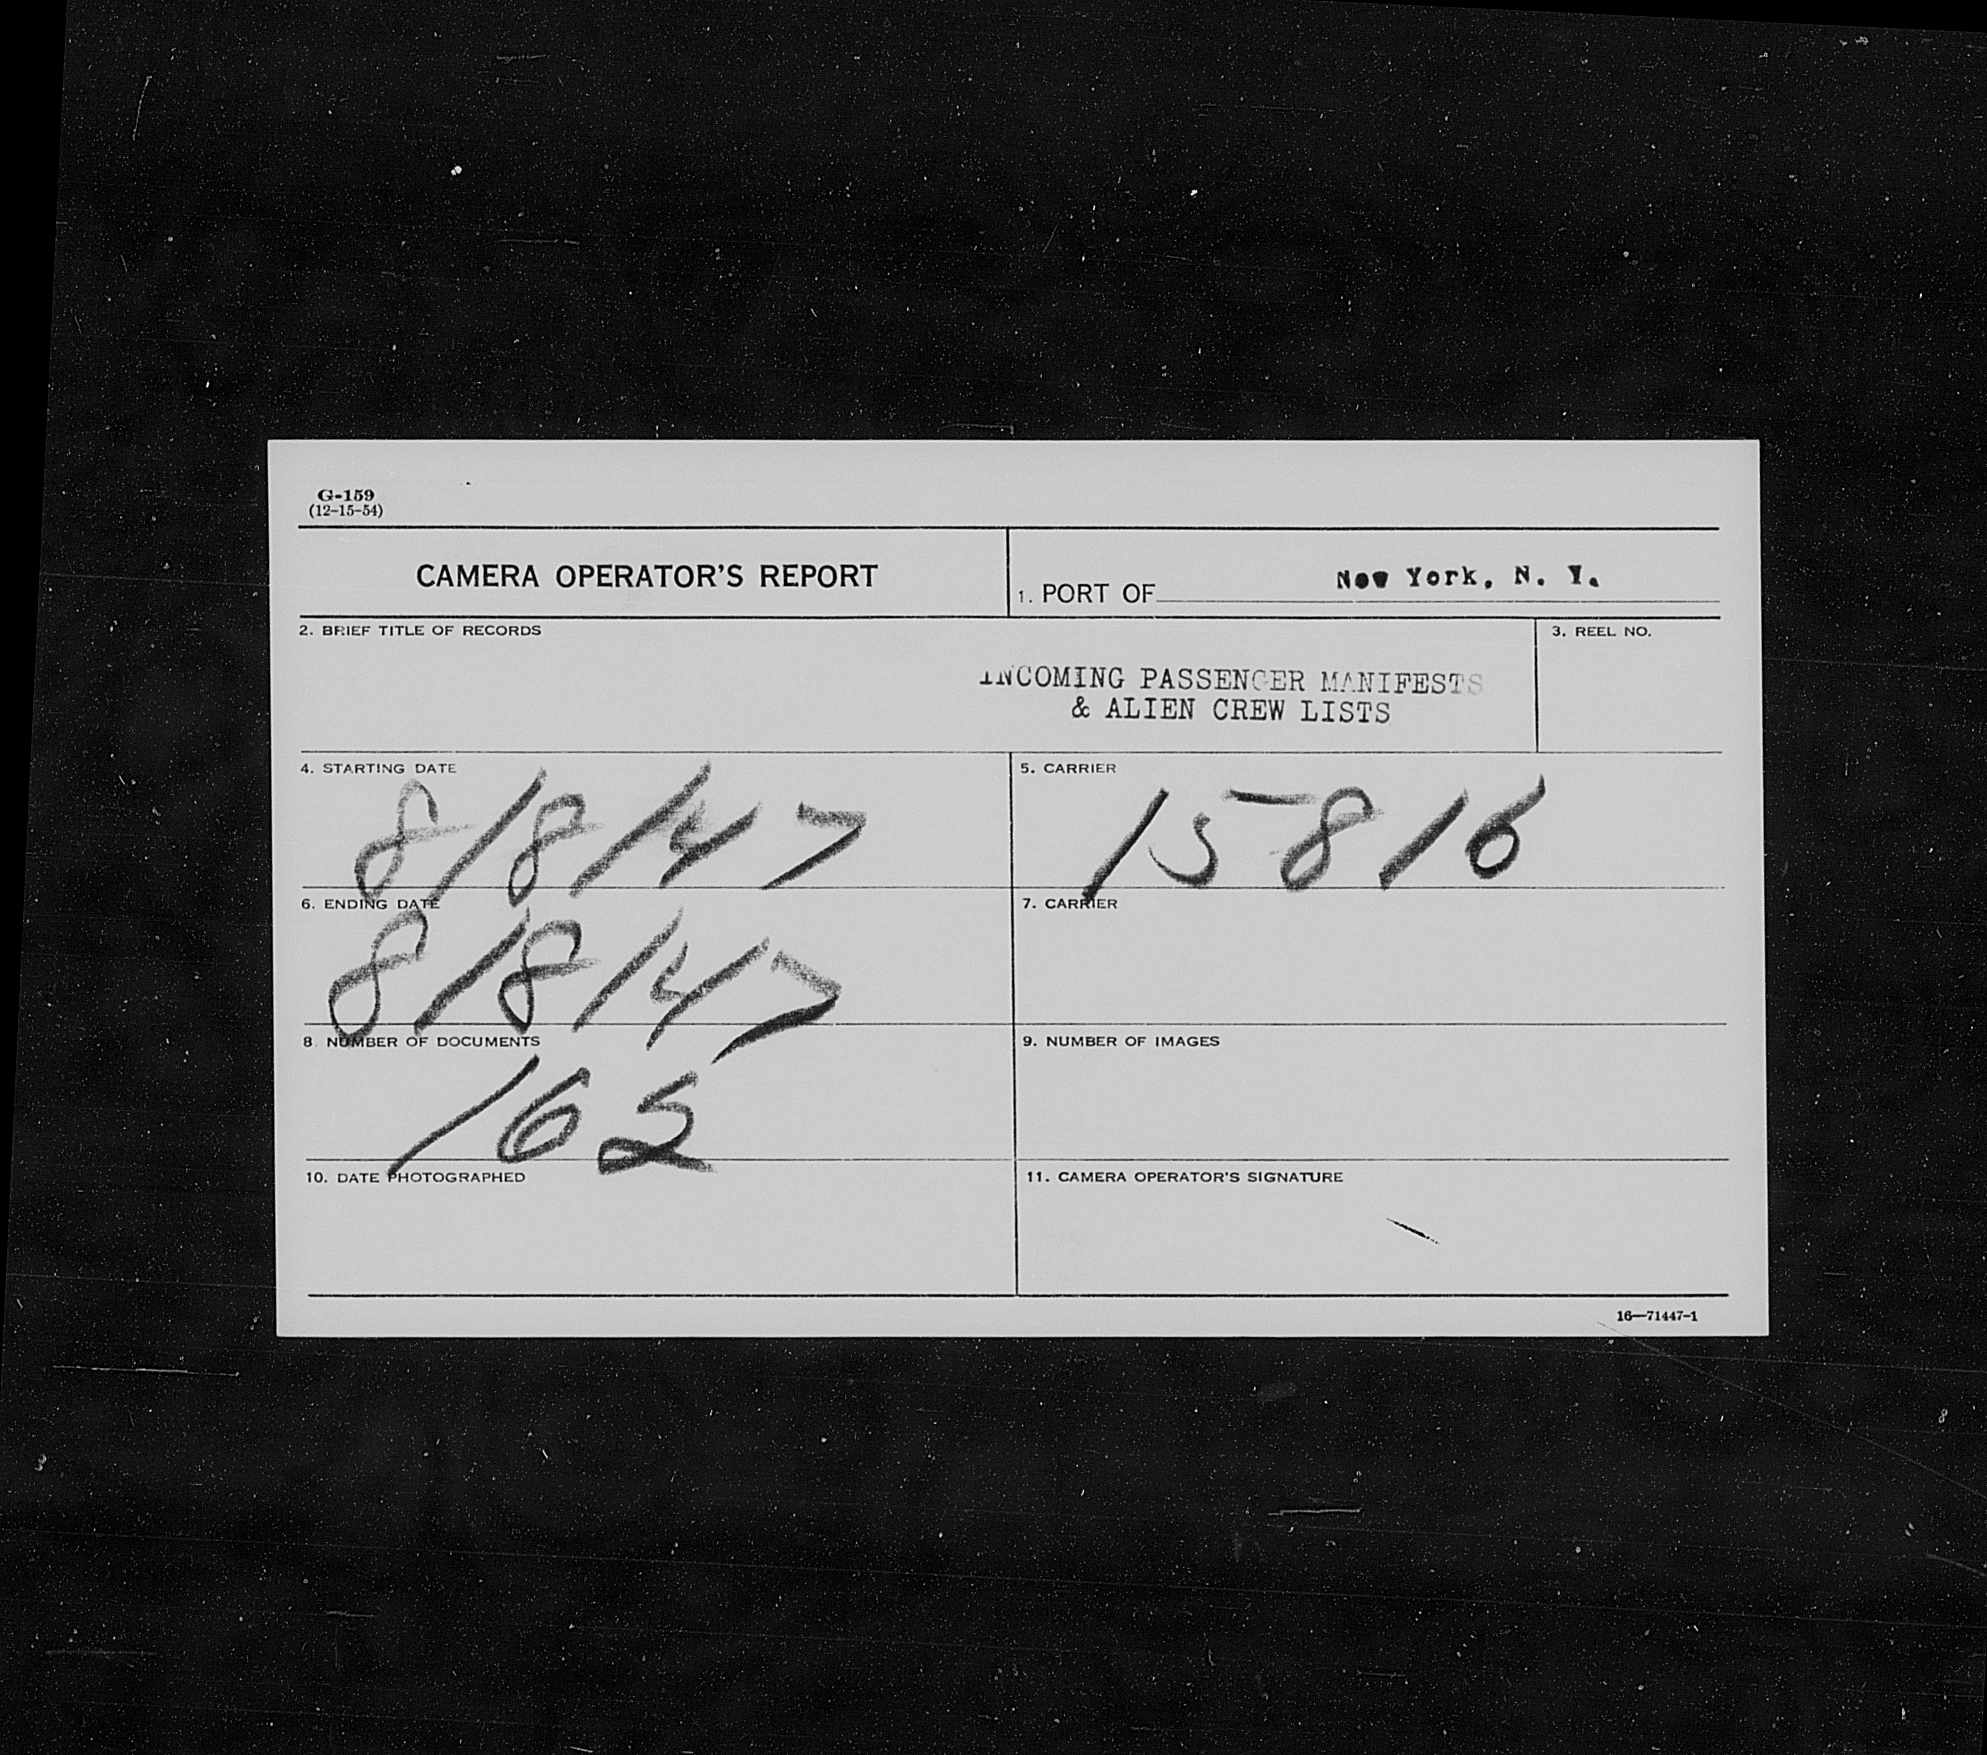 G-159
(12-15-54)
CAMERA OPERATOR'S REPORT
1. PORT OF New York, N. Y.
2. BRIEF TITLE OF RECORDS
INCOMING PASSENGER MANIFESTS
& ALIEN CREW LISTS
3. REEL NO.
4. STARTING DATE
8/8/47
5. CARRIER
15816
6. ENDING DATE
8/8/47
7. CARRIER
8. NUMBER OF DOCUMENTS
9. NUMBER OF IMAGES
10. DATE PHOTOGRAPHED
11. CAMERA OPERATOR'S SIGNATURE
16—71447-1